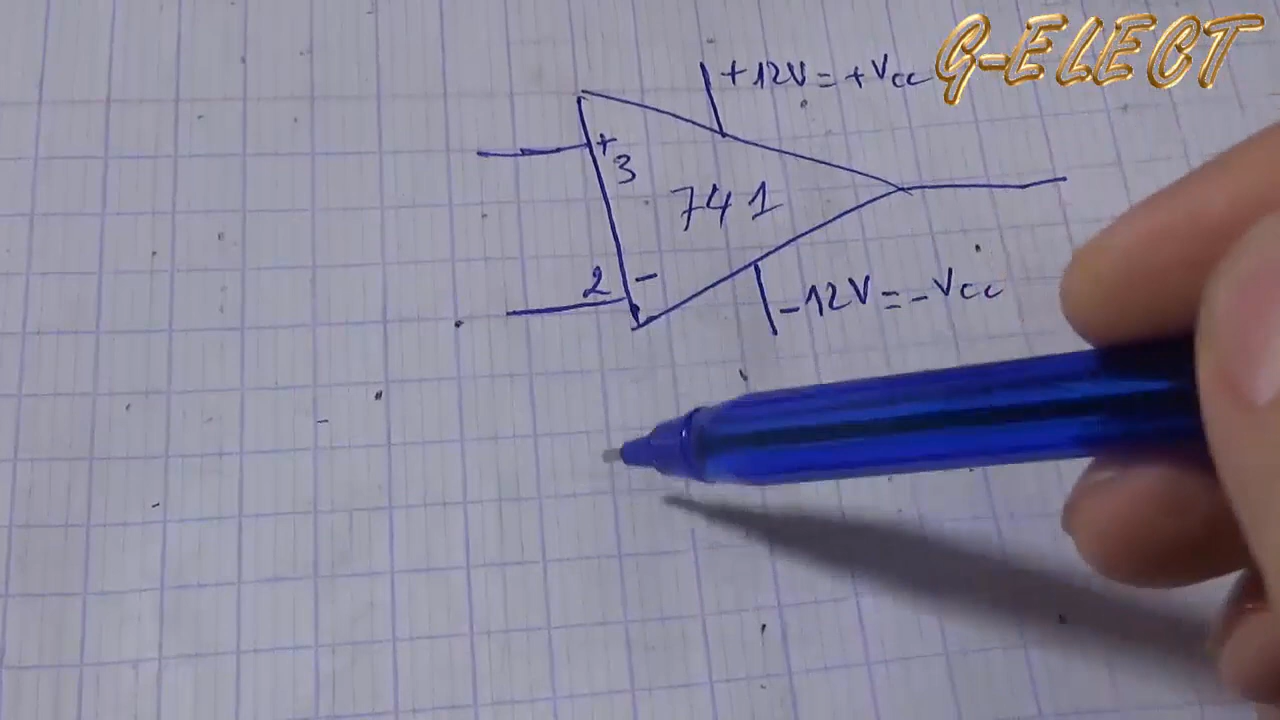 G-ELECT
+12V = +Vcc
+
3
741
2 -
-12V = -Vcc